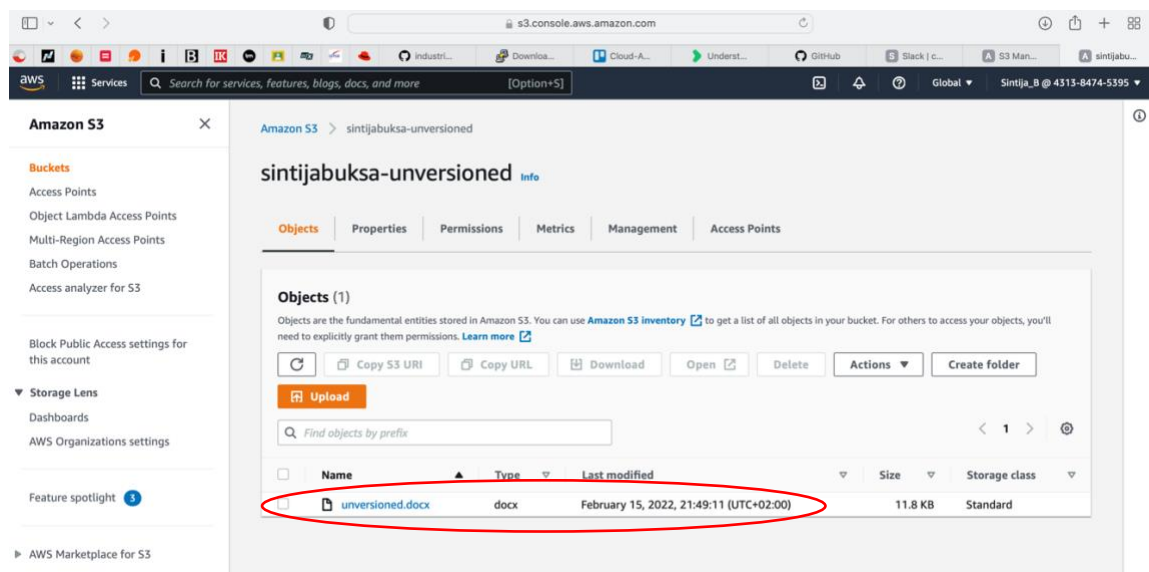 s3.console.aws.amazon.com
industri... Downloa... Cloud-A... Underst... GitHub Slack | c... S3 Man... sintijabu...
aws Services Search for services, features, blogs, docs, and more [Option+S] Global Sintija_B @ 4313-8474-5395
Amazon S3
Buckets
Access Points
Object Lambda Access Points
Multi-Region Access Points
Batch Operations
Access analyzer for S3
Block Public Access settings for
this account
Storage Lens
Dashboards
AWS Organizations settings
Feature spotlight 3
AWS Marketplace for S3
Amazon S3 > sintijabuksa-unversioned
sintijabuksa-unversioned Info
Objects Properties Permissions Metrics Management Access Points
Objects (1)
Objects are the fundamental entities stored in Amazon S3. You can use Amazon S3 inventory to get a list of all objects in your bucket. For others to access your objects, you'll
need to explicitly grant them permissions. Learn more
Copy S3 URI Copy URL Download Open Delete Actions Create folder
Upload
Find objects by prefix < 1 >
Name Type Last modified Size Storage class
unversioned.docx docx February 15, 2022, 21:49:11 (UTC+02:00) 11.8 KB Standard